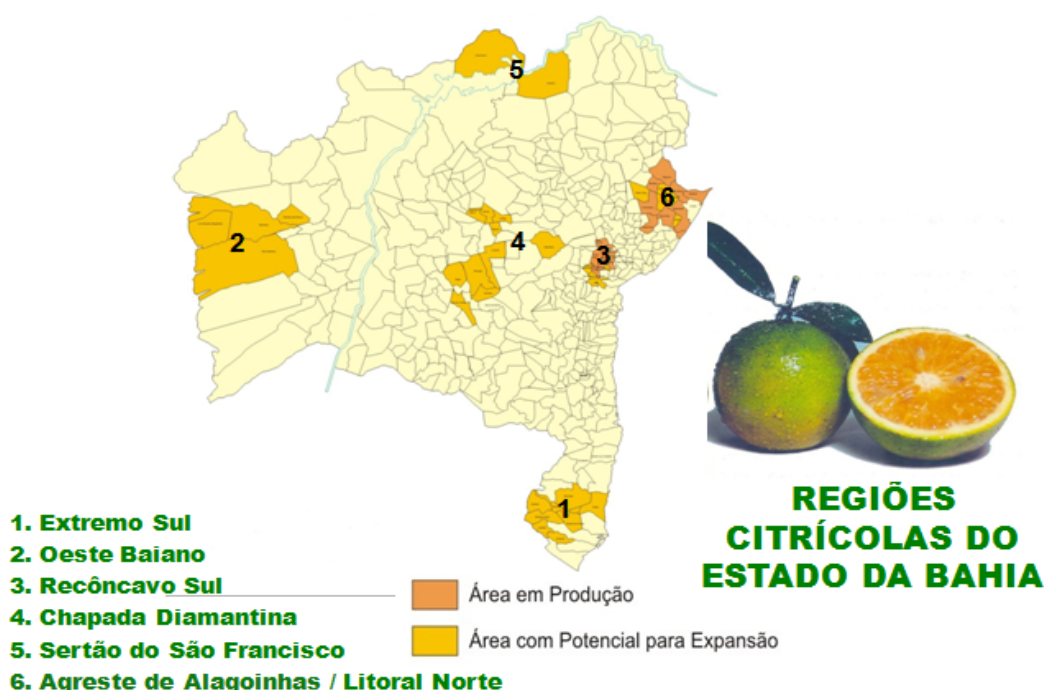 5
6
2
4
3
1
REGIÕES
CITRÍCOLAS DO
ESTADO DA BAHIA
1. Extremo Sul
2. Oeste Baiano
3. Recôncavo Sul
4. Chapada Diamantina
5. Sertão do São Francisco
6. Agreste de Alagoinhas / Litoral Norte
Área em Produção
Área com Potencial para Expansão